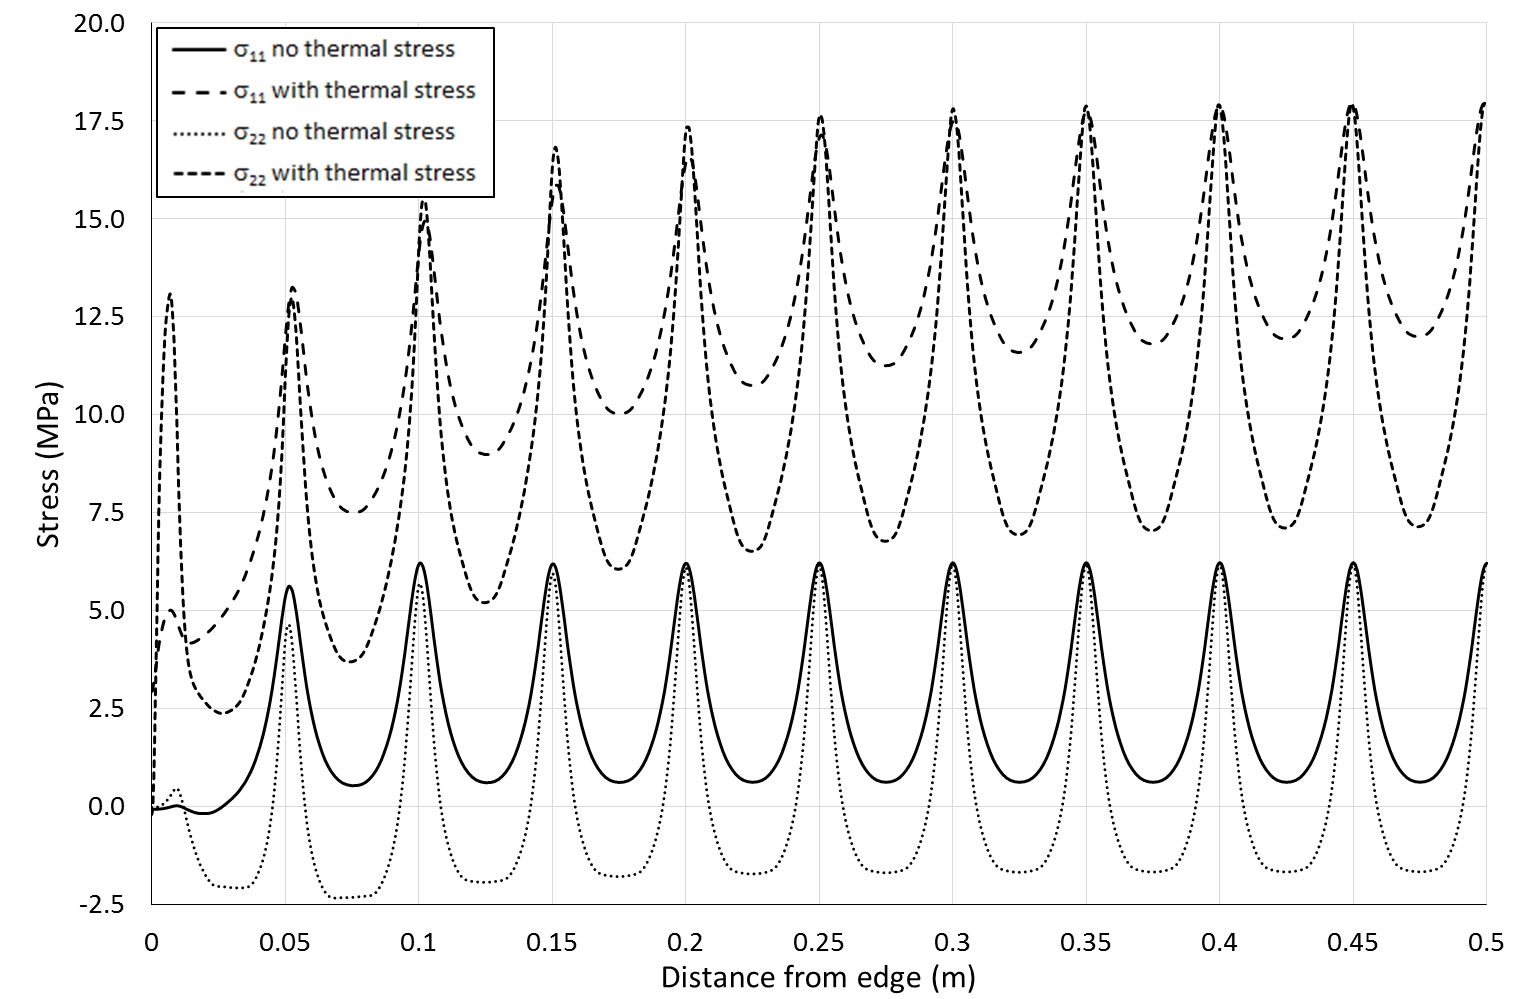 20.0
17.5
15.0
12.5
10.0
7.5
5.0
2.5
0.0
-2.5
Stress (MPa)
σ11 no thermal stress
σ11 with thermal stress
σ22 no thermal stress
σ22 with thermal stress
0 0.05 0.1 0.15 0.2 0.25 0.3 0.35 0.4 0.45 0.5
Distance from edge (m)